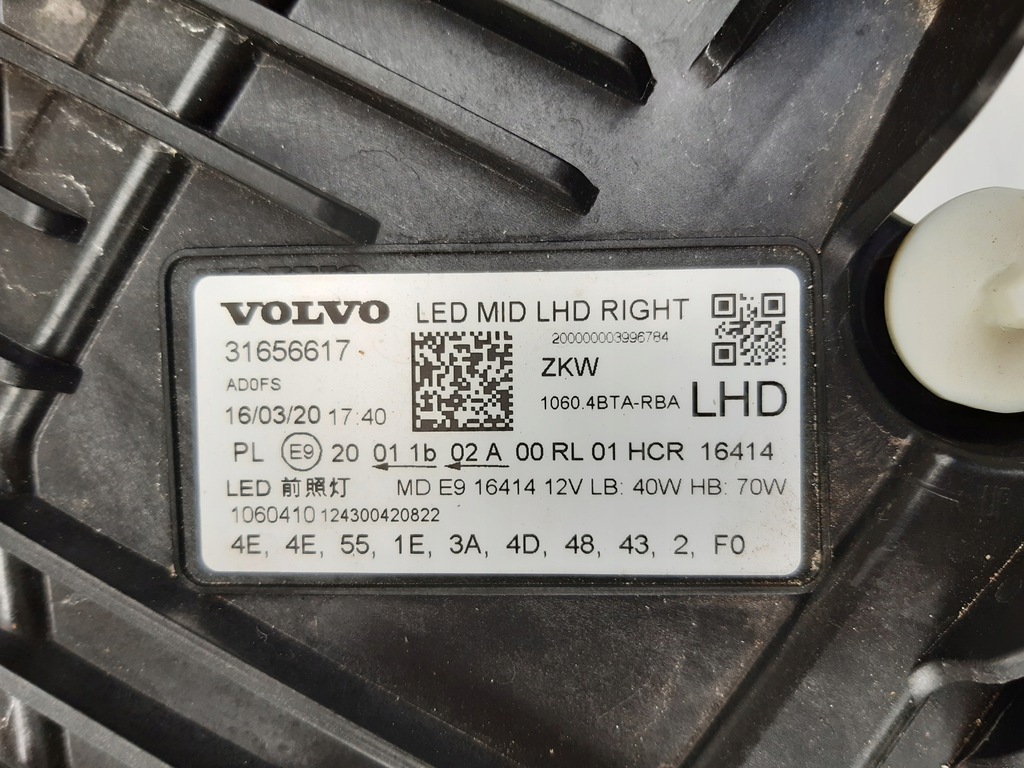 VOLVO LED MID LHD RIGHT
31656617 200000003996784
ZKW
AD0FS
1060.4BTA-RBA LHD
16/03/20 17:40
PL E9 20 01 1b 02 A 00 RL 01 HCR 16414
LED 前照灯 MD E9 16414 12V LB: 40W HB: 70W
1060410 124300420822
4E, 4E, 55, 1E, 3A, 4D, 48, 43, 2, F0